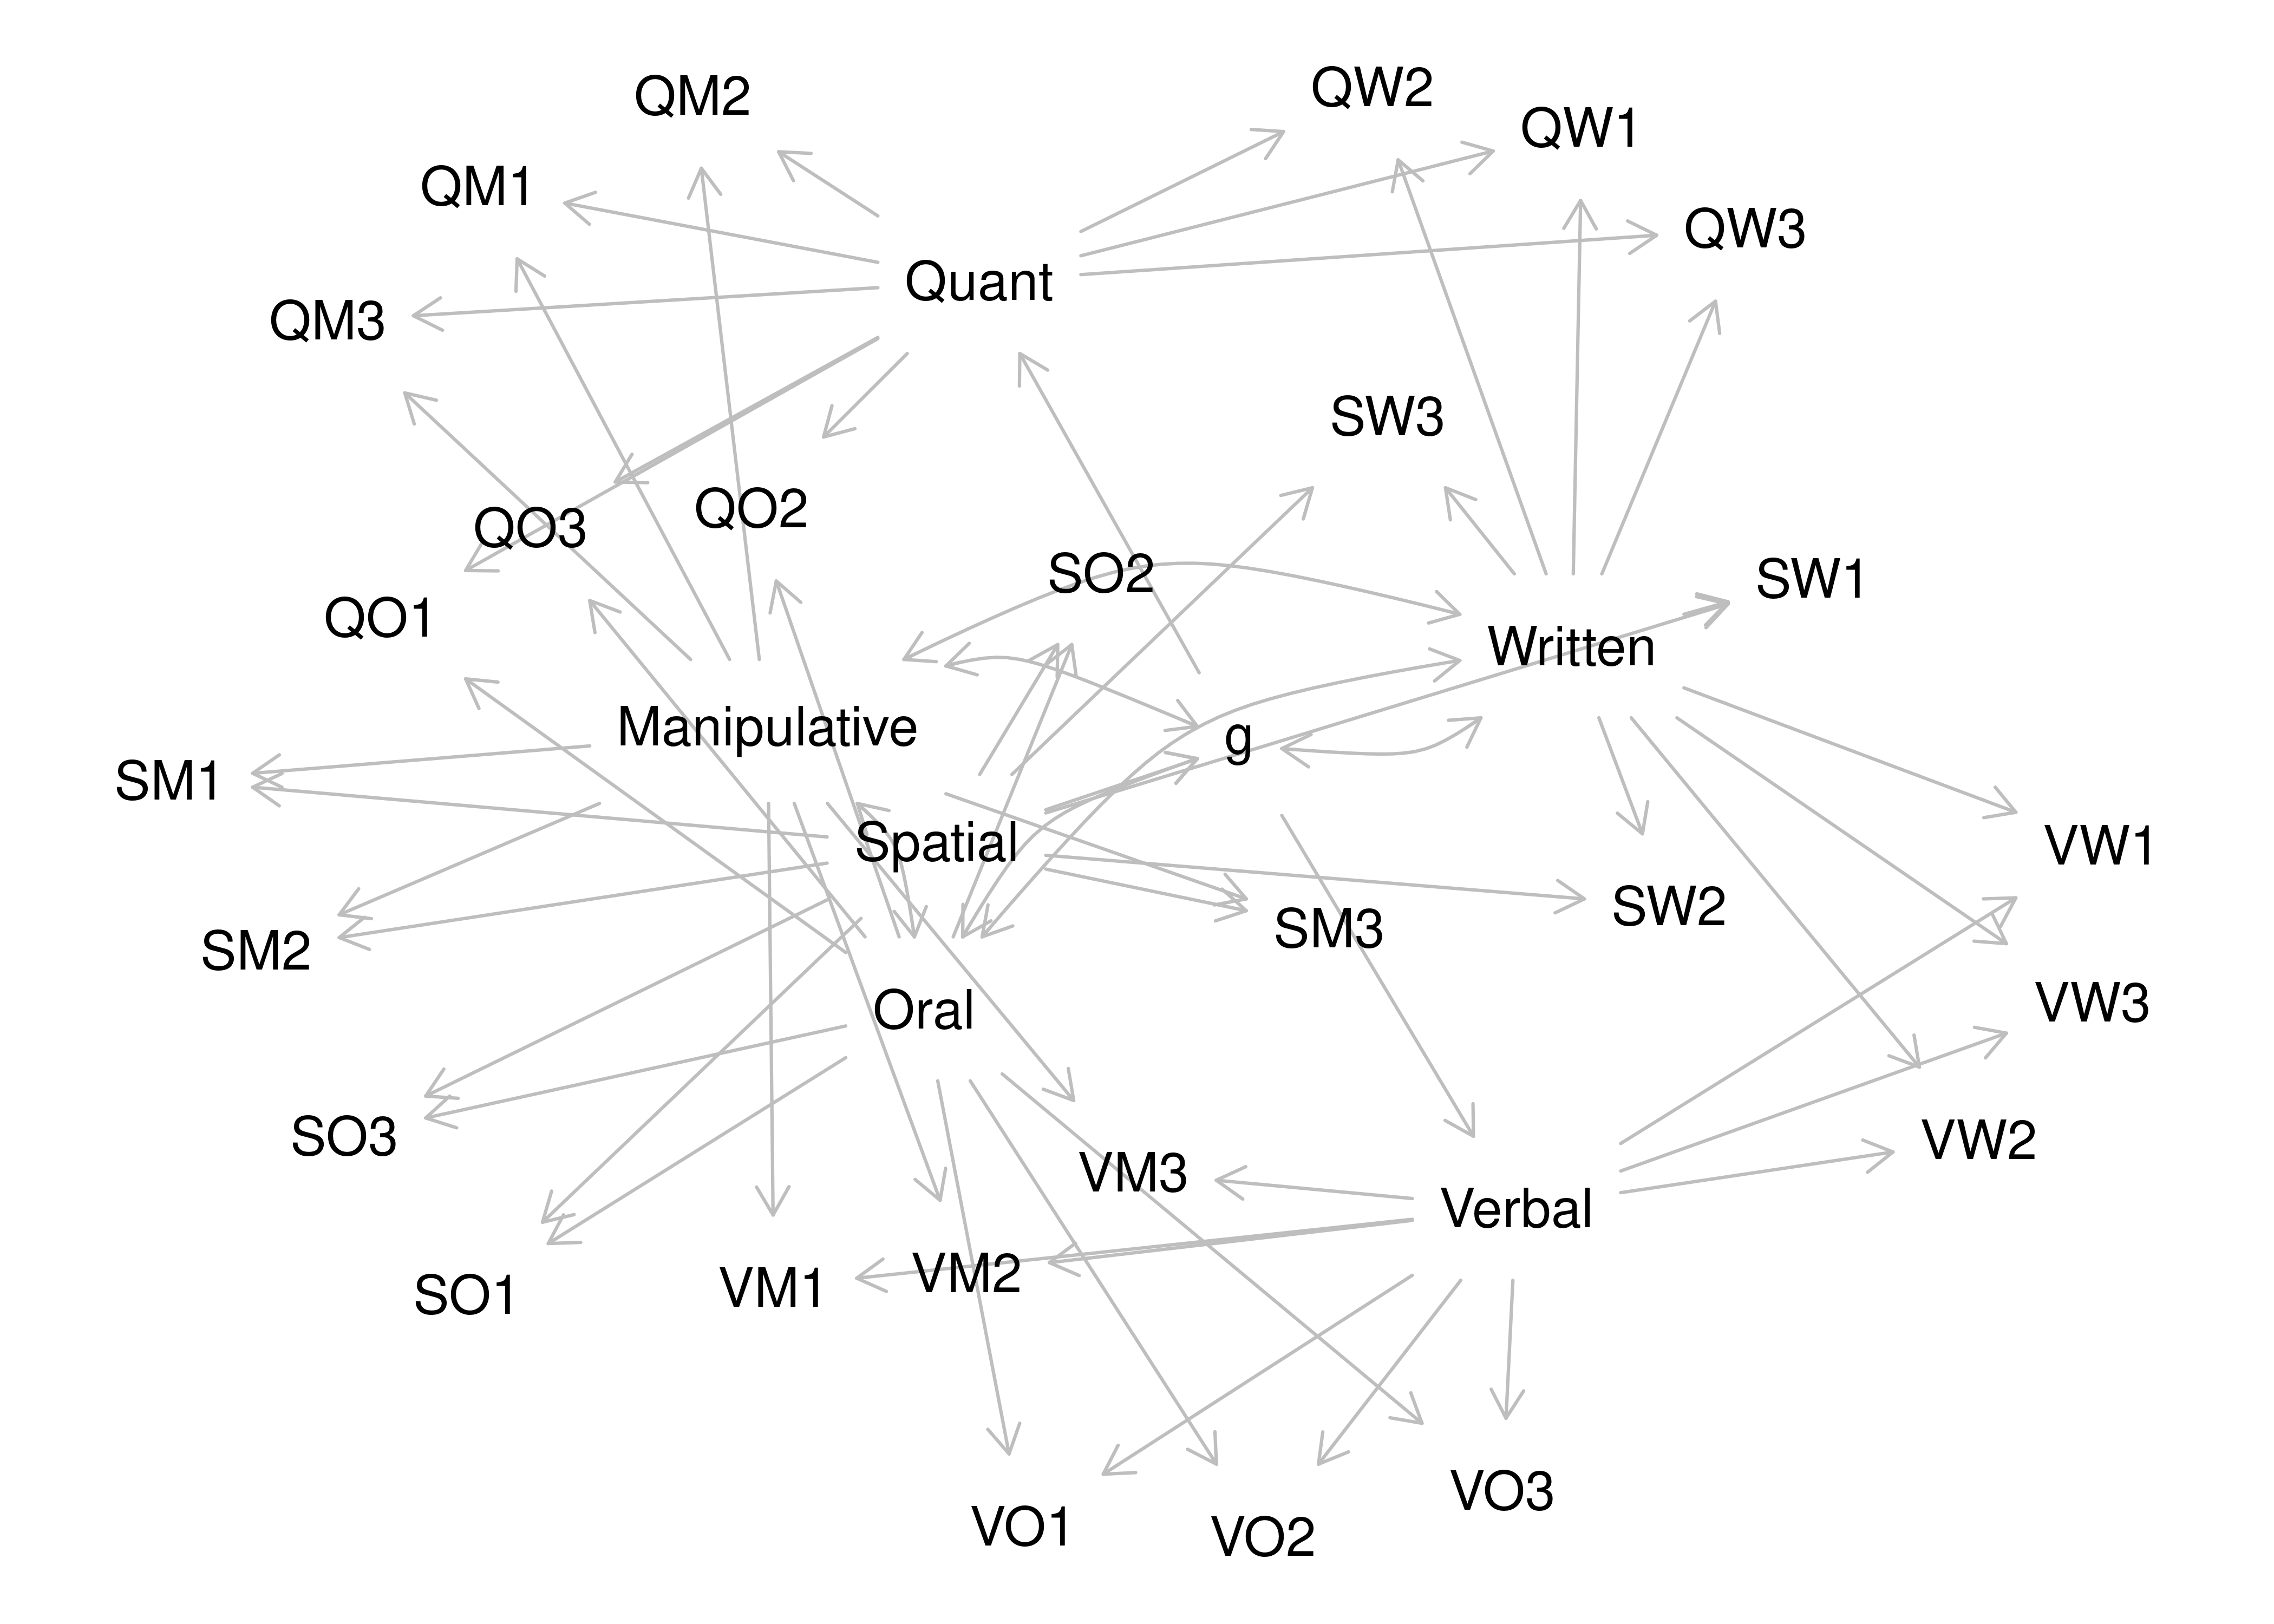 QW2
QM2
QW1
QM1
QW3
Quant
QM3
SW3
QO2
QO3
SO2
SW1
QO1
Written
Manipulative
g
SM1
Spatial
VW1
SW2
SM3
SM2
VW3
Oral
SO3
VW2
VM3
Verbal
VM2
VM1
SO1
VO3
VO1
VO2